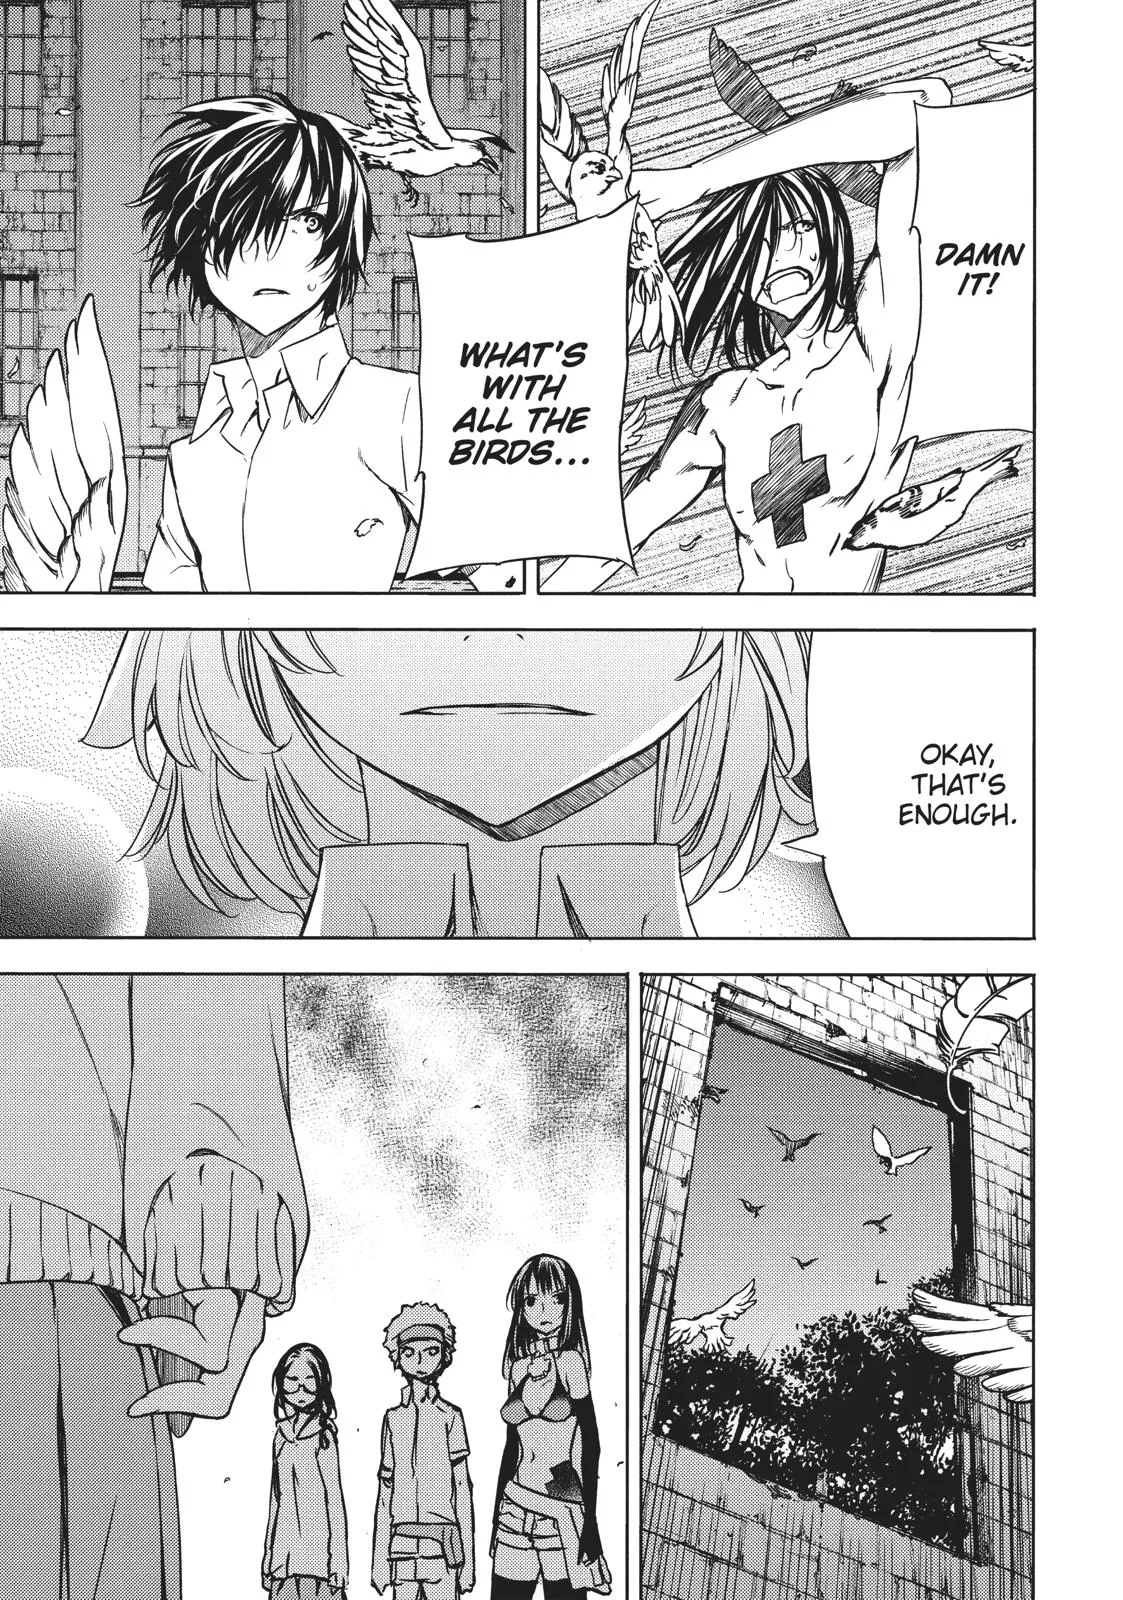 DAMN
IT!
WHAT'S
WITH
ALL THE
BIRDS...
OKAY,
THAT'S
ENOUGH.